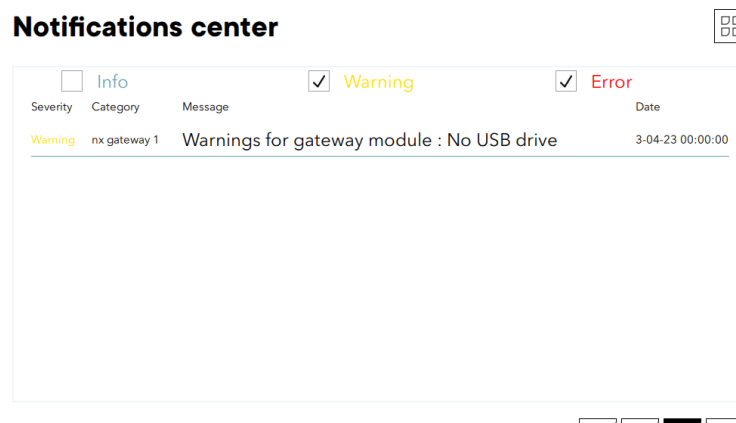 Notifications center
Info Warning Error
Severity Category Message Date
Warning nx gateway 1 Warnings for gateway module : No USB drive 3-04-23 00:00:00